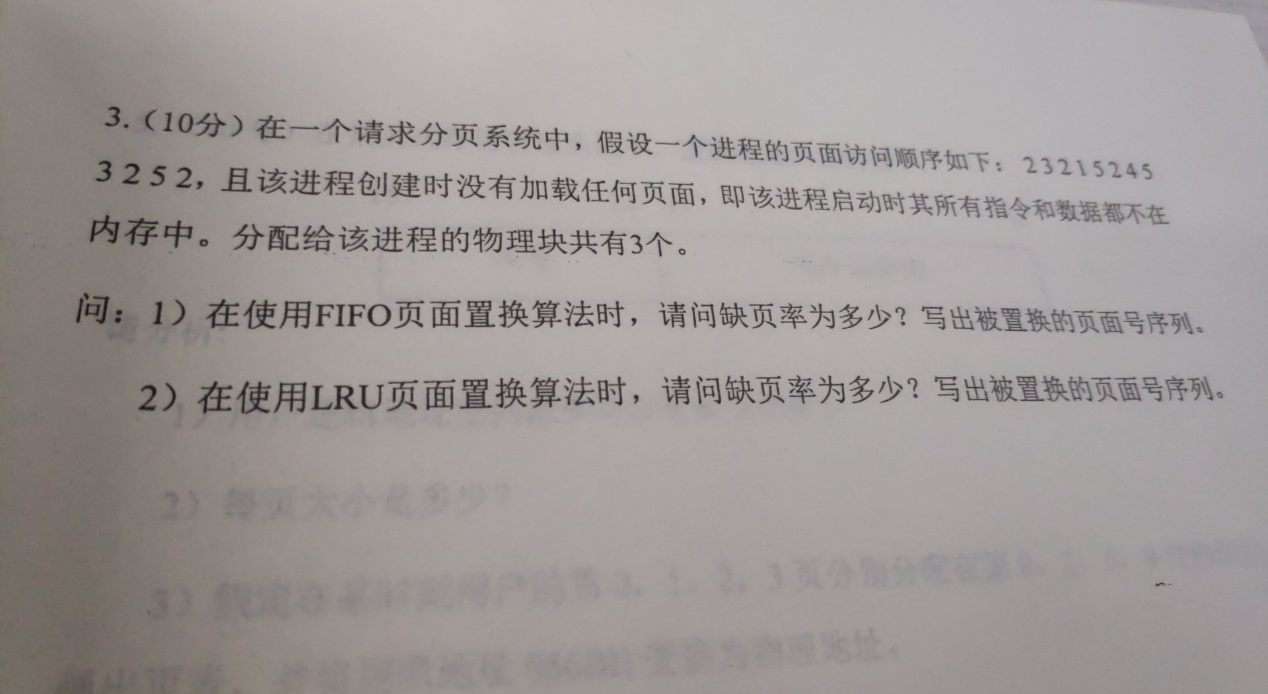 3.（10分）在一个请求分页系统中，假设一个进程的页面访问顺序如下： 2 3 2 1 5 2 4 5
3 2 5 2，且该进程创建时没有加载任何页面，即该进程启动时其所有指令和数据都不在
内存中。分配给该进程的物理块共有3个。
问：1）在使用FIFO页面置换算法时，请问缺页率为多少？写出被置换的页面号序列。
2）在使用LRU页面置换算法时，请问缺页率为多少？写出被置换的页面号序列。
2）每页大小是多少？